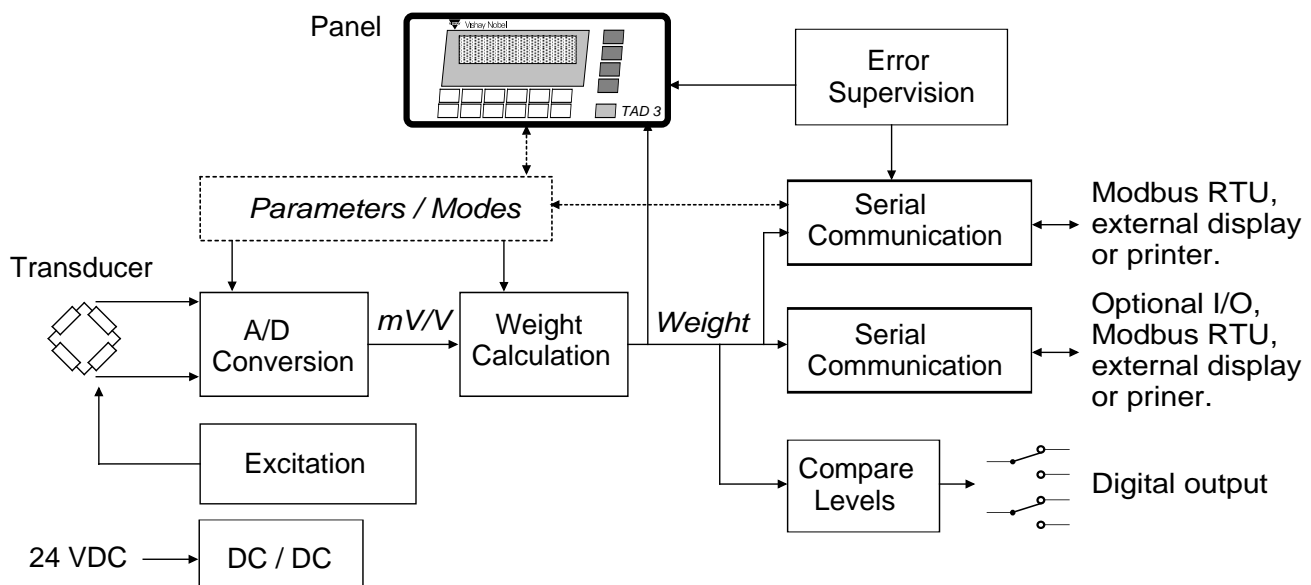 Panel
Vishay Nobel
TAD 3
Error
Supervision
Parameters / Modes
Serial
Communication
Modbus RTU,
external display
or printer.
Transducer
A/D
Conversion
mV/V
Weight
Calculation
Weight
Serial
Communication
Optional I/O,
Modbus RTU,
external display
or priner.
Excitation
Compare
Levels
Digital output
24 VDC
DC / DC